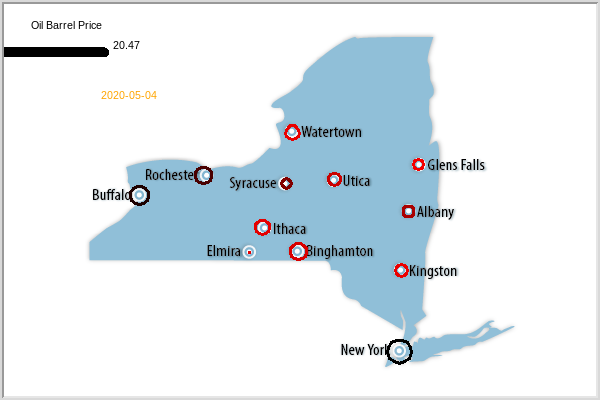 Oil Barrel Price
20.47
2020-05-04
Watertown
Rochester
Syracuse
Utica
Glens Falls
Buffalo
Albany
Ithaca
Elmira
Binghamton
Kingston
New York